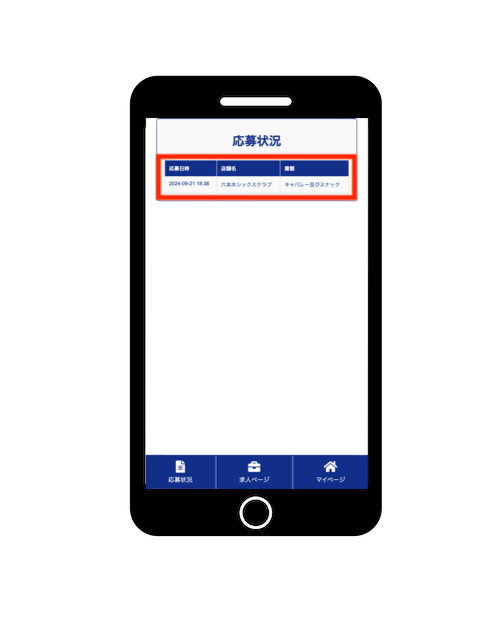 応募状況
応募日時 店舗名 業態
2024-09-21 18:38 六本木シックスクラブ キャバレー及びスナック
応募状況 求人ページ マイページ